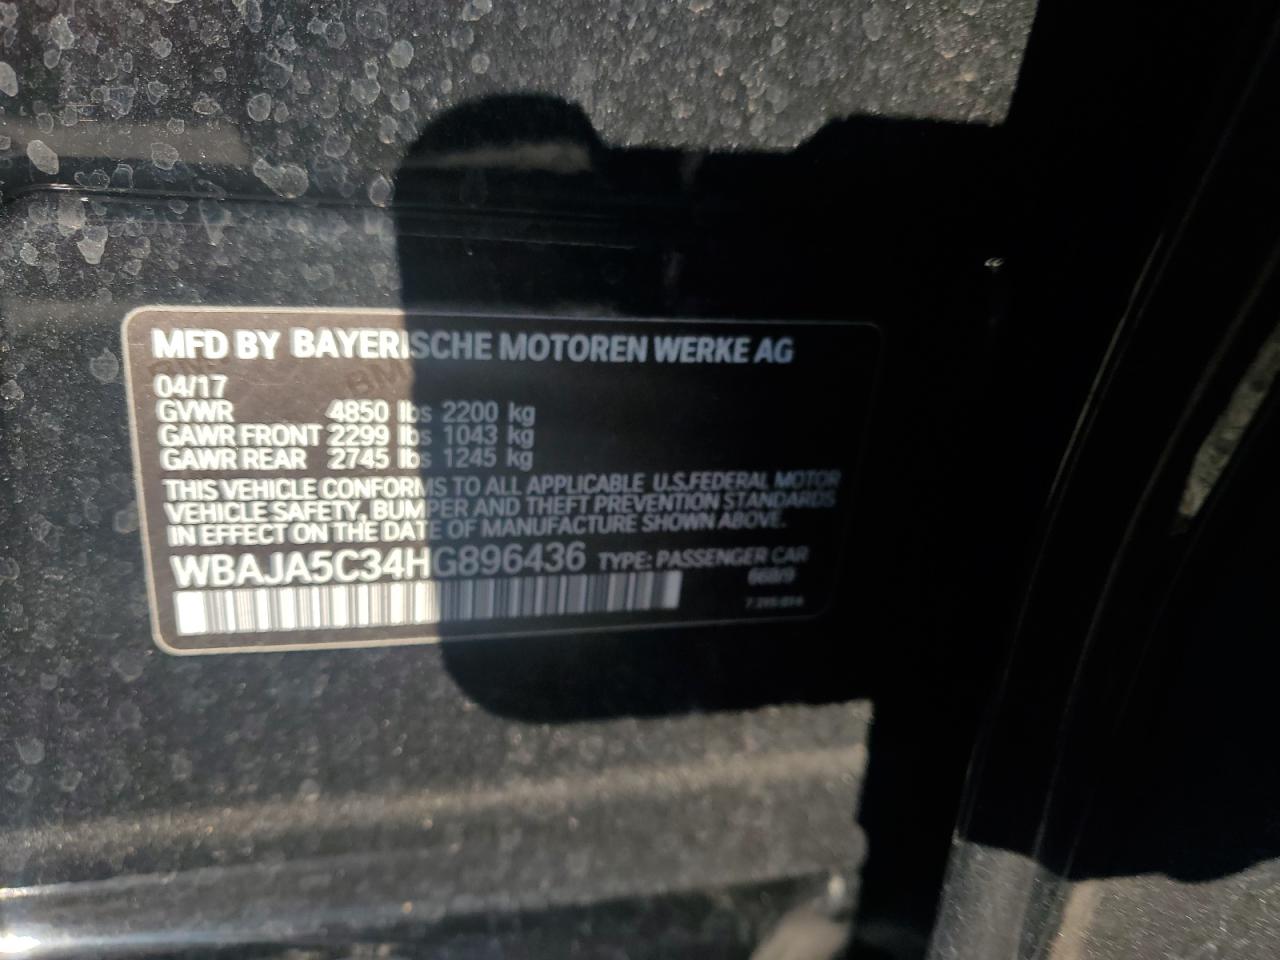 MFD BY BAYERISCHE MOTOREN WERKE AG
04/17
GVWR 4850 lbs 2200 kg
GAWR FRONT 2299 lbs 1043 kg
GAWR REAR 2745 lbs 1245 kg
THIS VEHICLE CONFORMS TO ALL APPLICABLE U.S.FEDERAL MOTOR
VEHICLE SAFETY, BUMPER AND THEFT PREVENTION STANDARDS
IN EFFECT ON THE DATE OF MANUFACTURE SHOWN ABOVE.
WBAJA5C34HG896436 TYPE: PASSENGER CAR